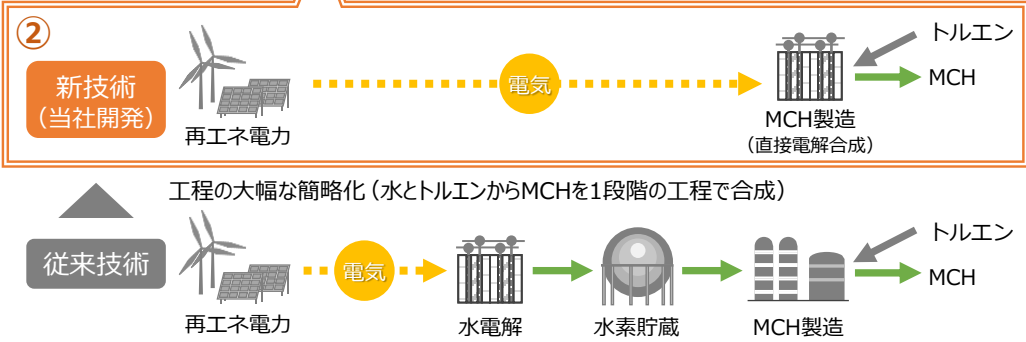 ②
新技術
(当社開発)
再エネ電力
電気
MCH製造
(直接電解合成)
トルエン
MCH
工程の大幅な簡略化(水とトルエンからMCHを1段階の工程で合成)
従来技術
再エネ電力
電気
水電解
水素貯蔵
MCH製造
トルエン
MCH